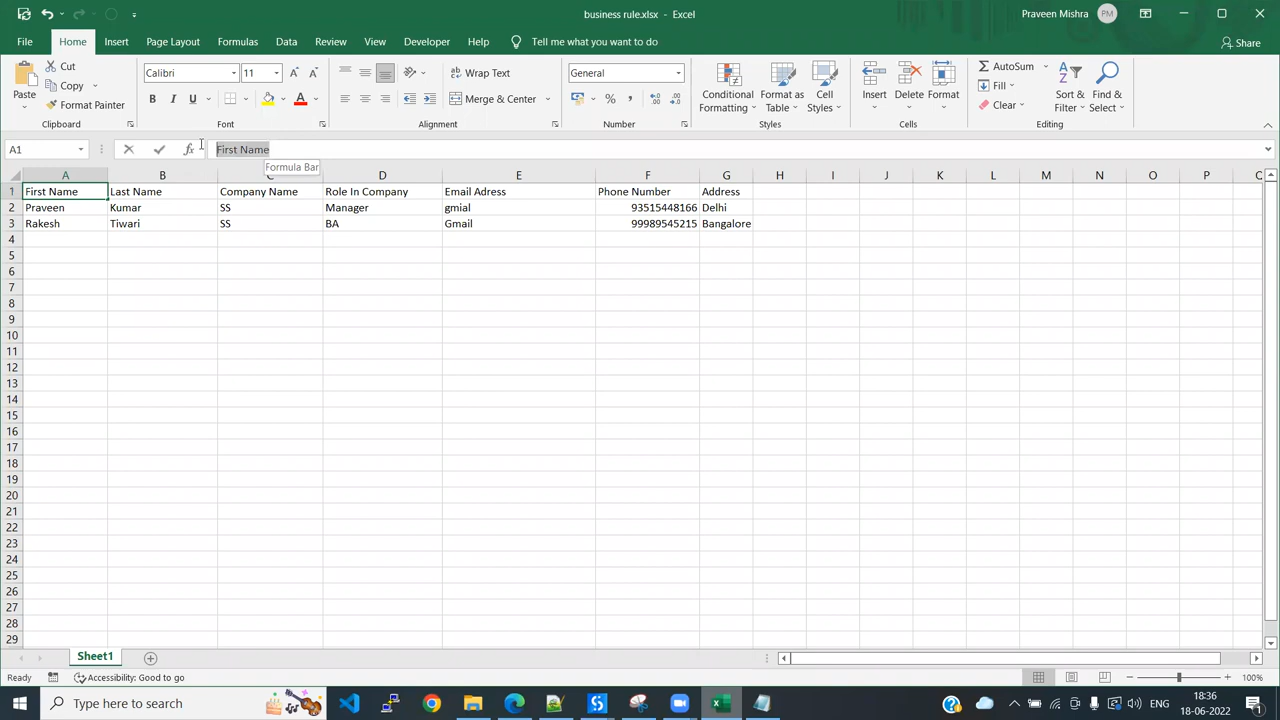 business rule.xlsx - Excel
Praveen Mishra PM
File Home Insert Page Layout Formulas Data Review View Developer Help Tell me what you want to do Share
Paste Cut Copy Format Painter Clipboard
Calibri 11 B I U Font
Wrap Text Merge & Center Alignment
General % Number
Conditional Formatting Format as Table Cell Styles Styles
Insert Delete Format Cells
AutoSum Fill Clear Sort & Filter Find & Select Editing
A1 fx First Name
Formula Bar
A B C D E F G H I J K L M N O P Q
1 First Name Last Name Company Name Role In Company Email Adress Phone Number Address
2 Praveen Kumar SS Manager gmial 93515448166 Delhi
3 Rakesh Tiwari SS BA Gmail 99989545215 Bangalore
4
5
6
7
8
9
10
11
12
13
14
15
16
17
18
19
20
21
22
23
24
25
26
27
28
29
Sheet1
Ready Accessibility: Good to go 100%
Type here to search
18:36
18-06-2022